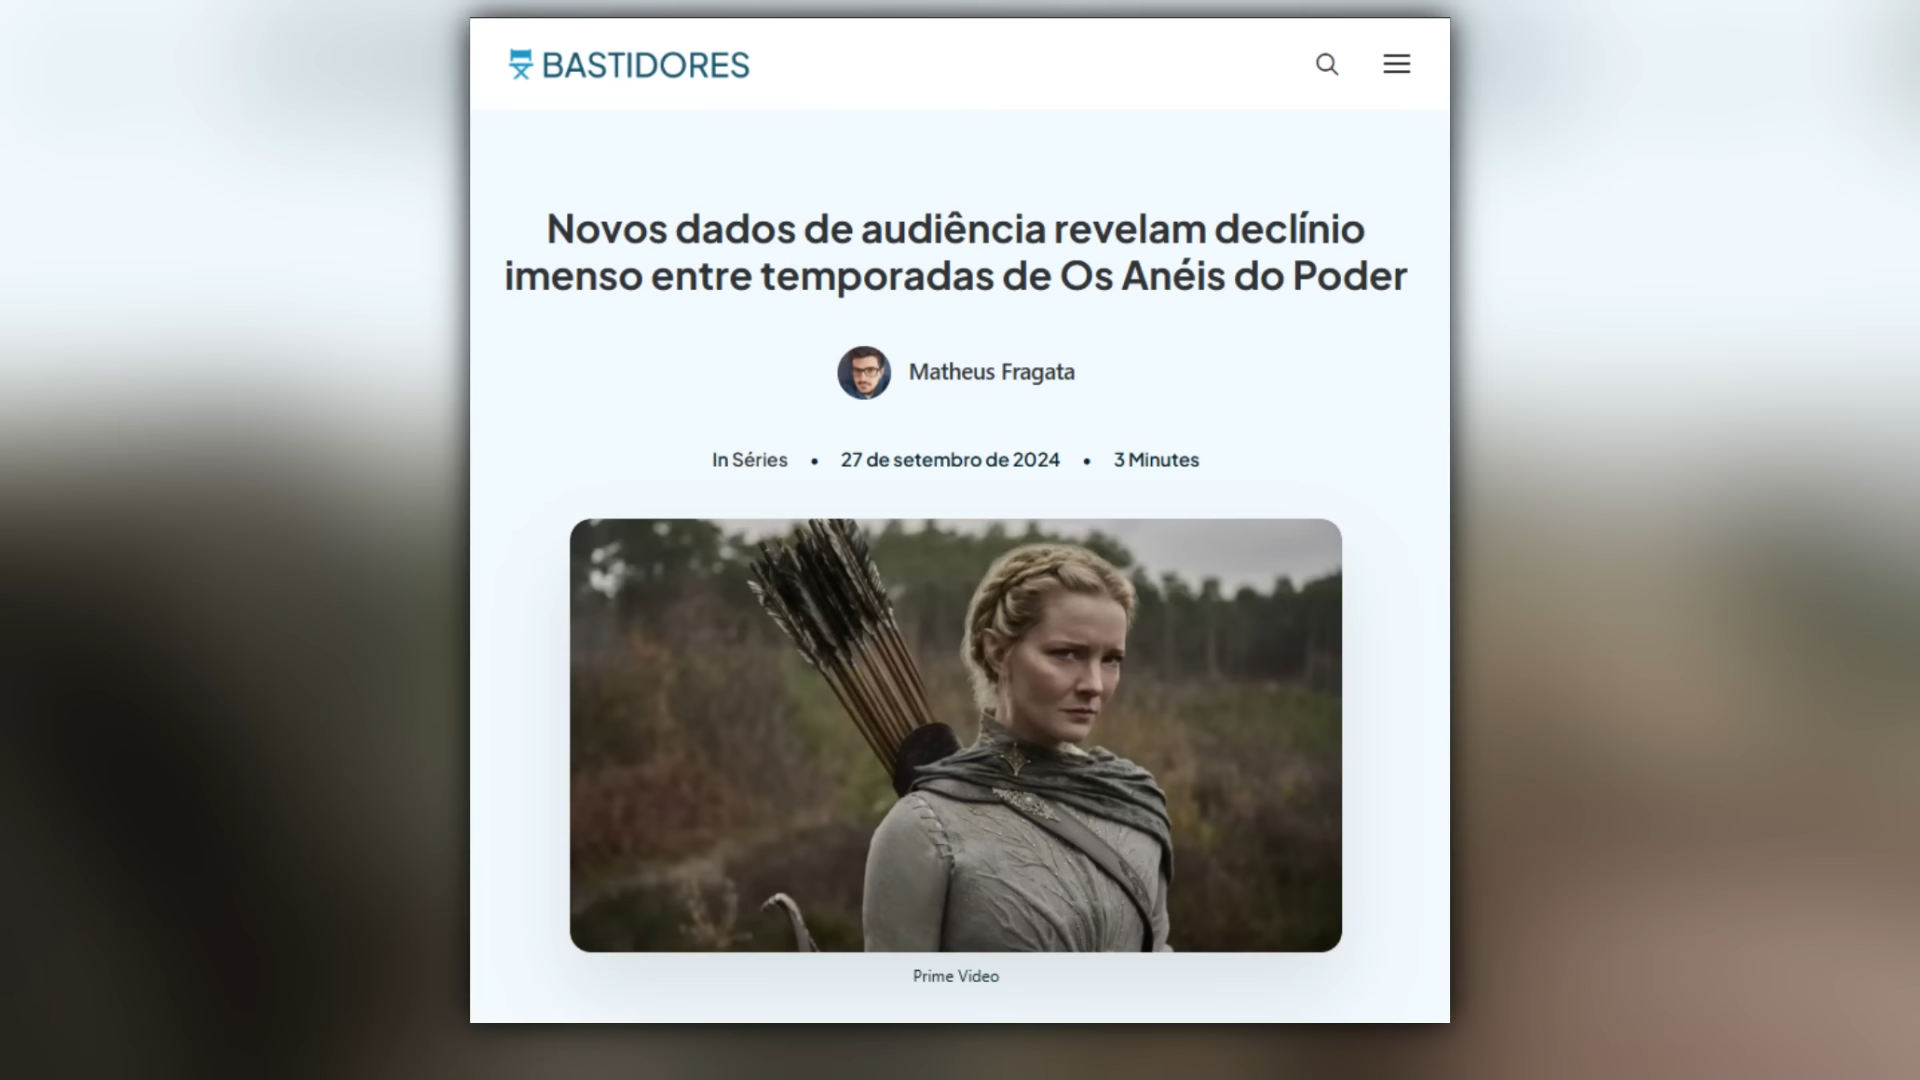 BASTIDORES
Novos dados de audiência revelam declínio
imenso entre temporadas de Os Anéis do Poder
Matheus Fragata
In Séries • 27 de setembro de 2024 • 3 Minutes
Prime Video